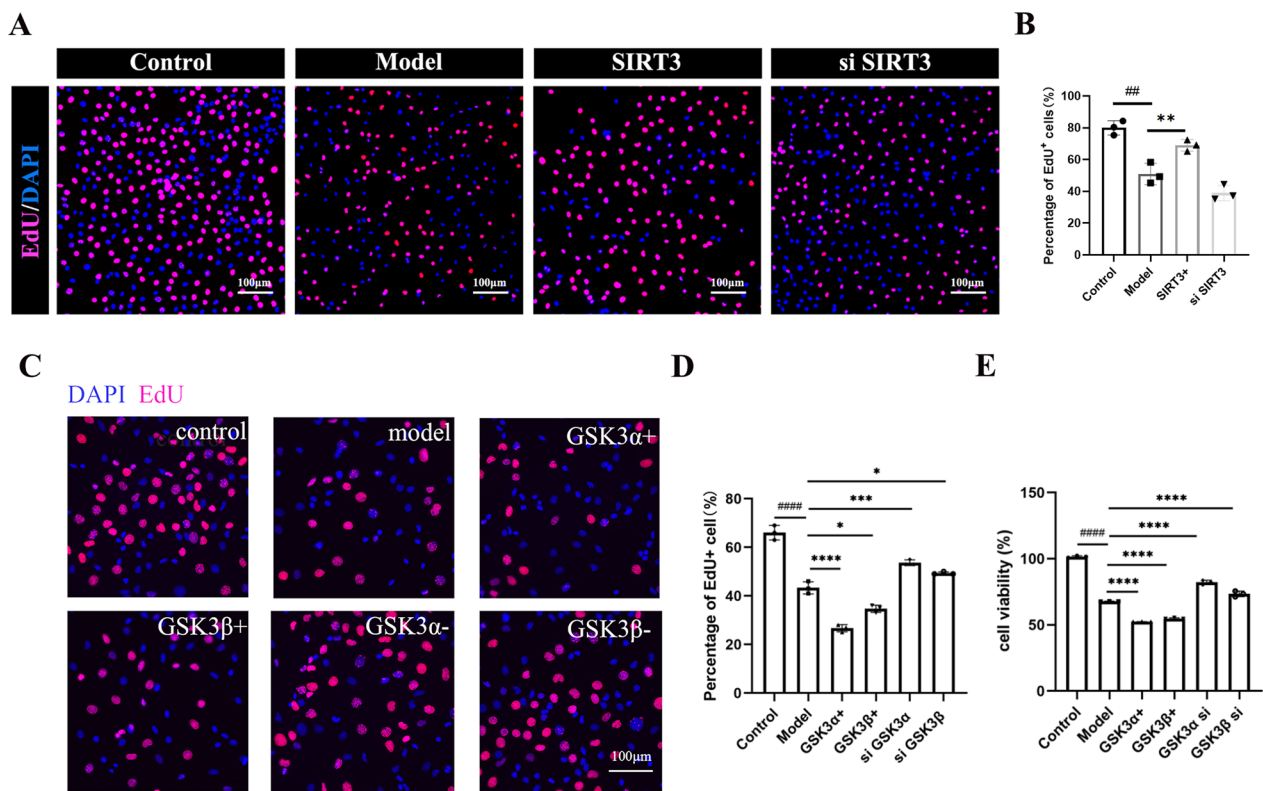 A
Control
Model
SIRT3
si SIRT3
EdU/DAPI
100μm
100μm
100μm
100μm
B
Percentage of EdU⁺ cells(%)
100
80
60
40
20
0
##
**
Control
Model
SIRT3+
si SIRT3
C
DAPI EdU
control
model
GSK3α+
GSK3β+
GSK3α-
GSK3β-
100μm
D
Percentage of EdU+ cell(%)
80
60
40
20
0
####
****
*
***
*
Control
Model
GSK3α+
GSK3β+
si GSK3α
si GSK3β
E
cell viability (%)
150
100
50
0
####
****
****
****
****
Control
Model
GSK3α+
GSK3β+
GSK3α si
GSK3β si